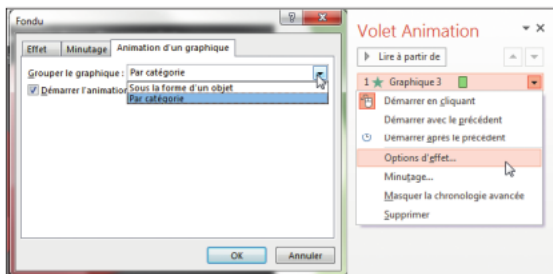 Fondu
Effet Minutage Animation d'un graphique
Grouper le graphique : Par catégorie
Démarrer l'animation
Sous la forme d'un objet
Par catégorie
OK Annuler
Volet Animation
Lire à partir de
1 Graphique 3
Démarrer en cliquant
Démarrer avec le précédent
Démarrer après le précédent
Options d'effet...
Minutage...
Masquer la chronologie avancée
Supprimer